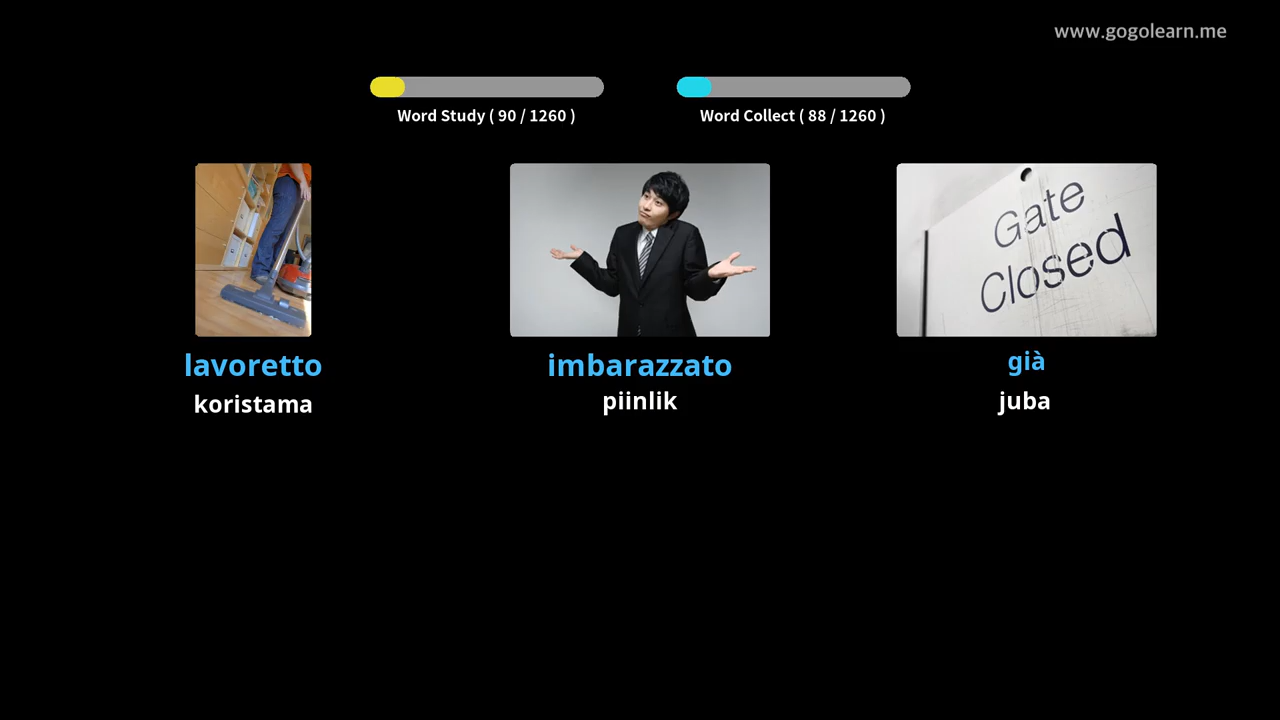 www.gogolearn.me
Word Study ( 90 / 1260 )
Word Collect ( 88 / 1260 )
Gate
Closed
lavoretto
imbarazzato
già
koristama
piinlik
juba